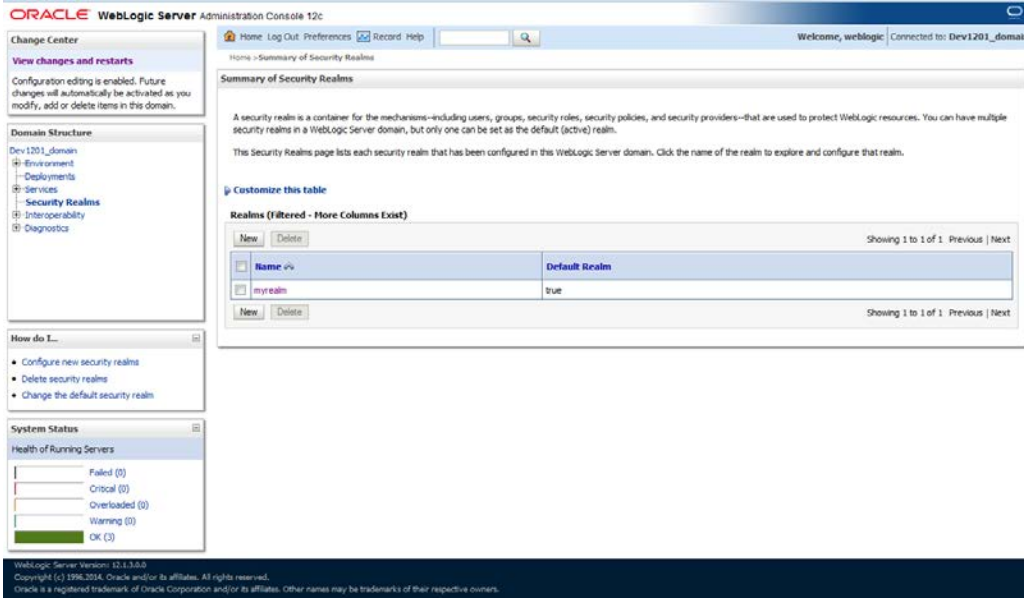 ORACLE WebLogic Server Administration Console 12c
Change Center
View changes and restarts
Configuration editing is enabled. Future
changes will automatically be activated as you
modify, add or delete items in this domain.
Domain Structure
Dev1201_domain
Environment
Deployments
Services
Security Realms
Interoperability
Diagnostics
How do I...
Configure new security realms
Delete security realms
Change the default security realm
System Status
Health of Running Servers
Failed (0)
Critical (0)
Overloaded (0)
Warning (0)
OK (3)
Home Log Out Preferences Record Help
Welcome, weblogic Connected to: Dev1201_domai
Home >Summary of Security Realms
Summary of Security Realms
A security realm is a container for the mechanisms--including users, groups, security roles, security policies, and security providers--that are used to protect WebLogic resources. You can have multiple
security realms in a WebLogic Server domain, but only one can be set as the default (active) realm.
This Security Realms page lists each security realm that has been configured in this WebLogic Server domain. Click the name of the realm to explore and configure that realm.
Customize this table
Realms (Filtered - More Columns Exist)
New Delete Showing 1 to 1 of 1 Previous | Next
Name Default Realm
myrealm true
New Delete Showing 1 to 1 of 1 Previous | Next
WebLogic Server Version: 12.1.3.0.0
Copyright (c) 1996,2014, Oracle and/or its affiliates. All rights reserved.
Oracle is a registered trademark of Oracle Corporation and/or its affiliates. Other names may be trademarks of their respective owners.